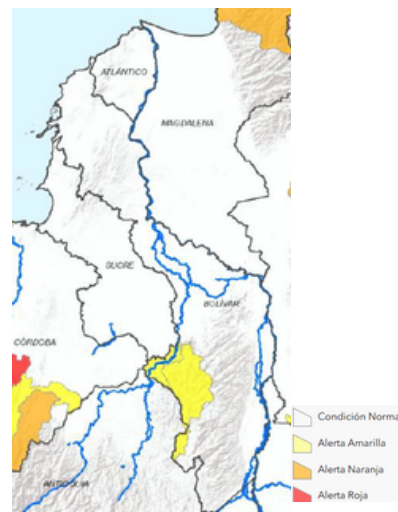 ATLÁNTICO
MAGDALENA
SUCRE
BOLÍVAR
CÓRDOBA
ANTIOQUIA
Condición Norma
Alerta Amarilla
Alerta Naranja
Alerta Roja